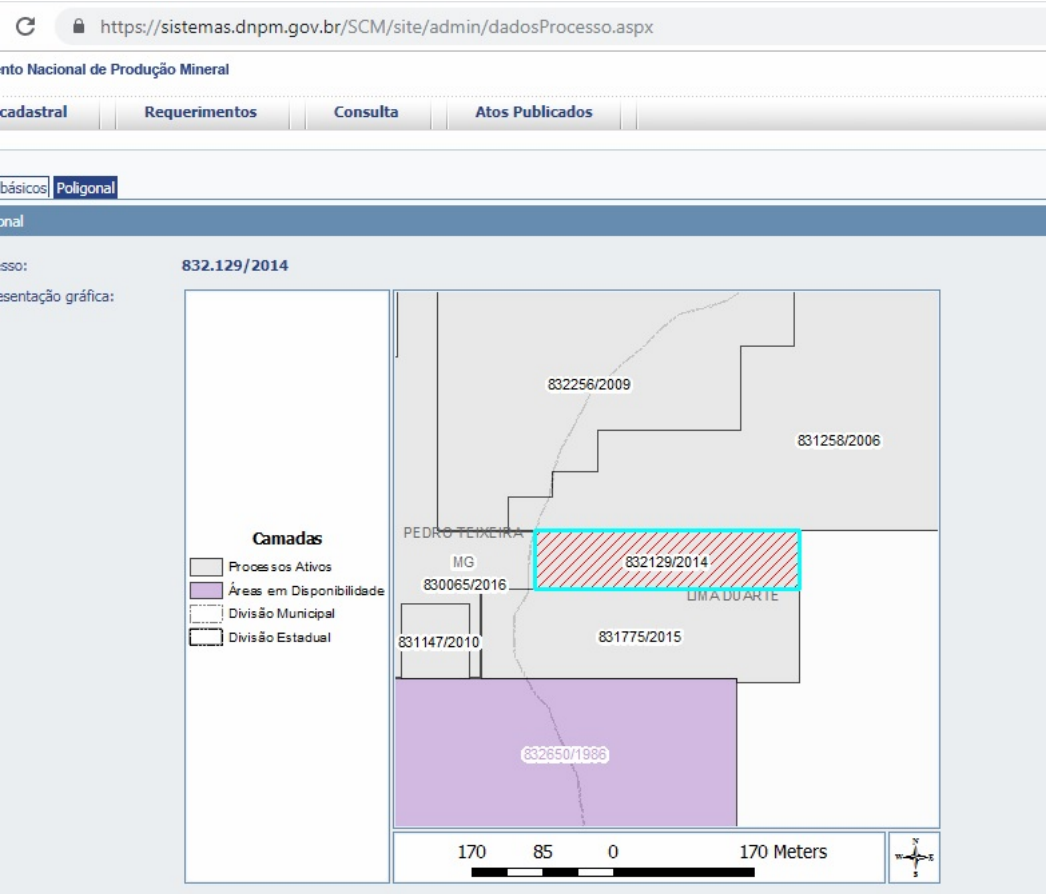 https://sistemas.dnpm.gov.br/SCM/site/admin/dadosProcesso.aspx
nto Nacional de Produção Mineral
cadastral Requerimentos Consulta Atos Publicados
básicos Poligonal
onal
esso: 832.129/2014
esentação gráfica:
832256/2009
831258/2006
PEDRO TEIXEIRA
MG
832129/2014
830065/2016
LIMA DUARTE
831147/2010
831775/2015
832650/1986
Camadas
Processos Ativos
Áreas em Disponibilidade
Divisão Municipal
Divisão Estadual
170 85 0 170 Meters
N
W E
S